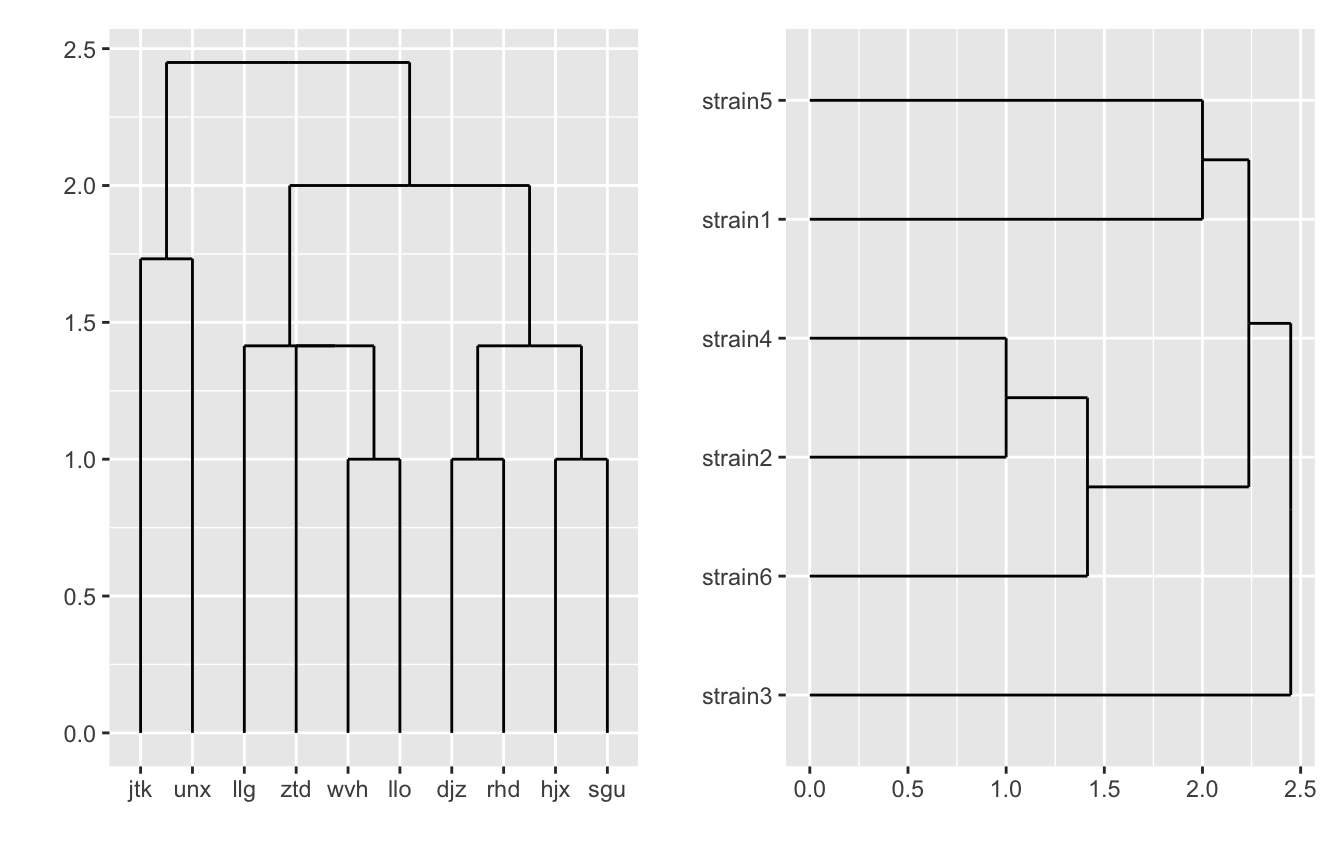 2.5
2.0
1.5
1.0
0.5
0.0
jtk unx llg ztd wvh llo djz rhd hjx sgu
strain5
strain1
strain4
strain2
strain6
strain3
0.0 0.5 1.0 1.5 2.0 2.5